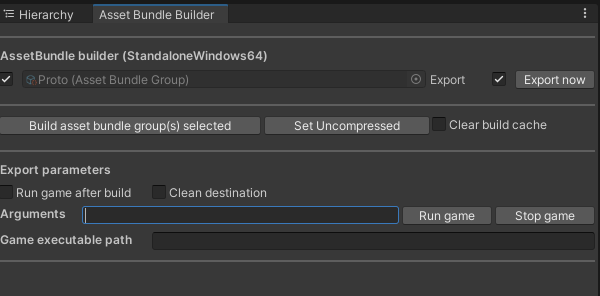 Hierarchy Asset Bundle Builder
AssetBundle builder (StandaloneWindows64)
Proto (Asset Bundle Group) Export Export now
Build asset bundle group(s) selected Set Uncompressed Clear build cache
Export parameters
Run game after build Clean destination
Arguments Run game Stop game
Game executable path